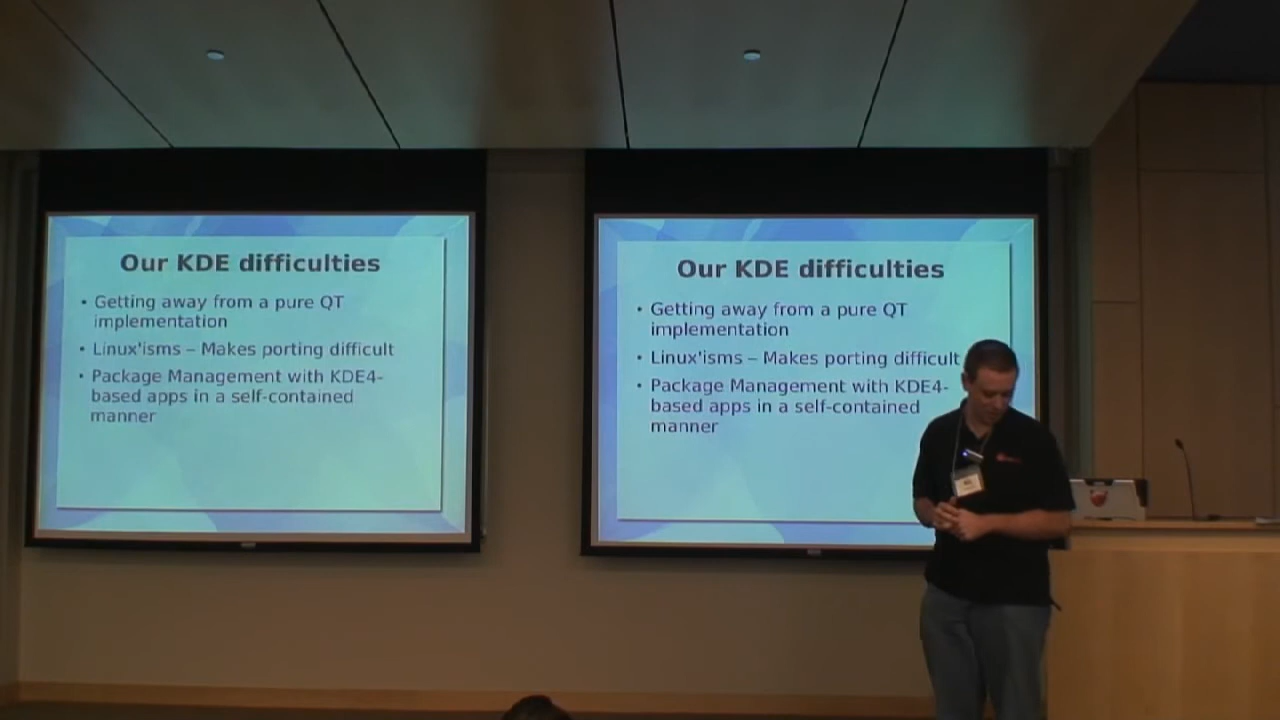 Our KDE difficulties
• Getting away from a pure QT
implementation
• Linux'isms – Makes porting difficult
• Package Management with KDE4-
based apps in a self-contained
manner
Our KDE difficulties
• Getting away from a pure QT
implementation
• Linux'isms – Makes porting difficult
• Package Management with KDE4-
based apps in a self-contained
manner